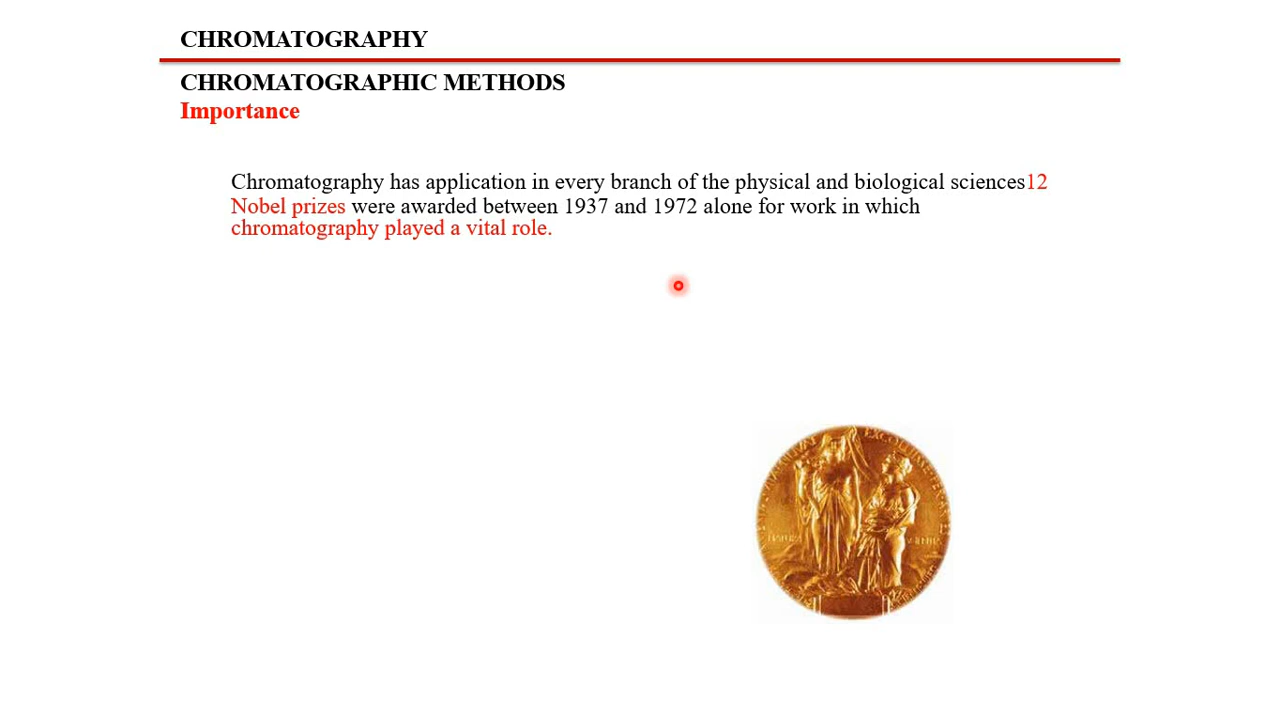 CHROMATOGRAPHY
CHROMATOGRAPHIC METHODS
Importance
Chromatography has application in every branch of the physical and biological sciences12
Nobel prizes were awarded between 1937 and 1972 alone for work in which
chromatography played a vital role.